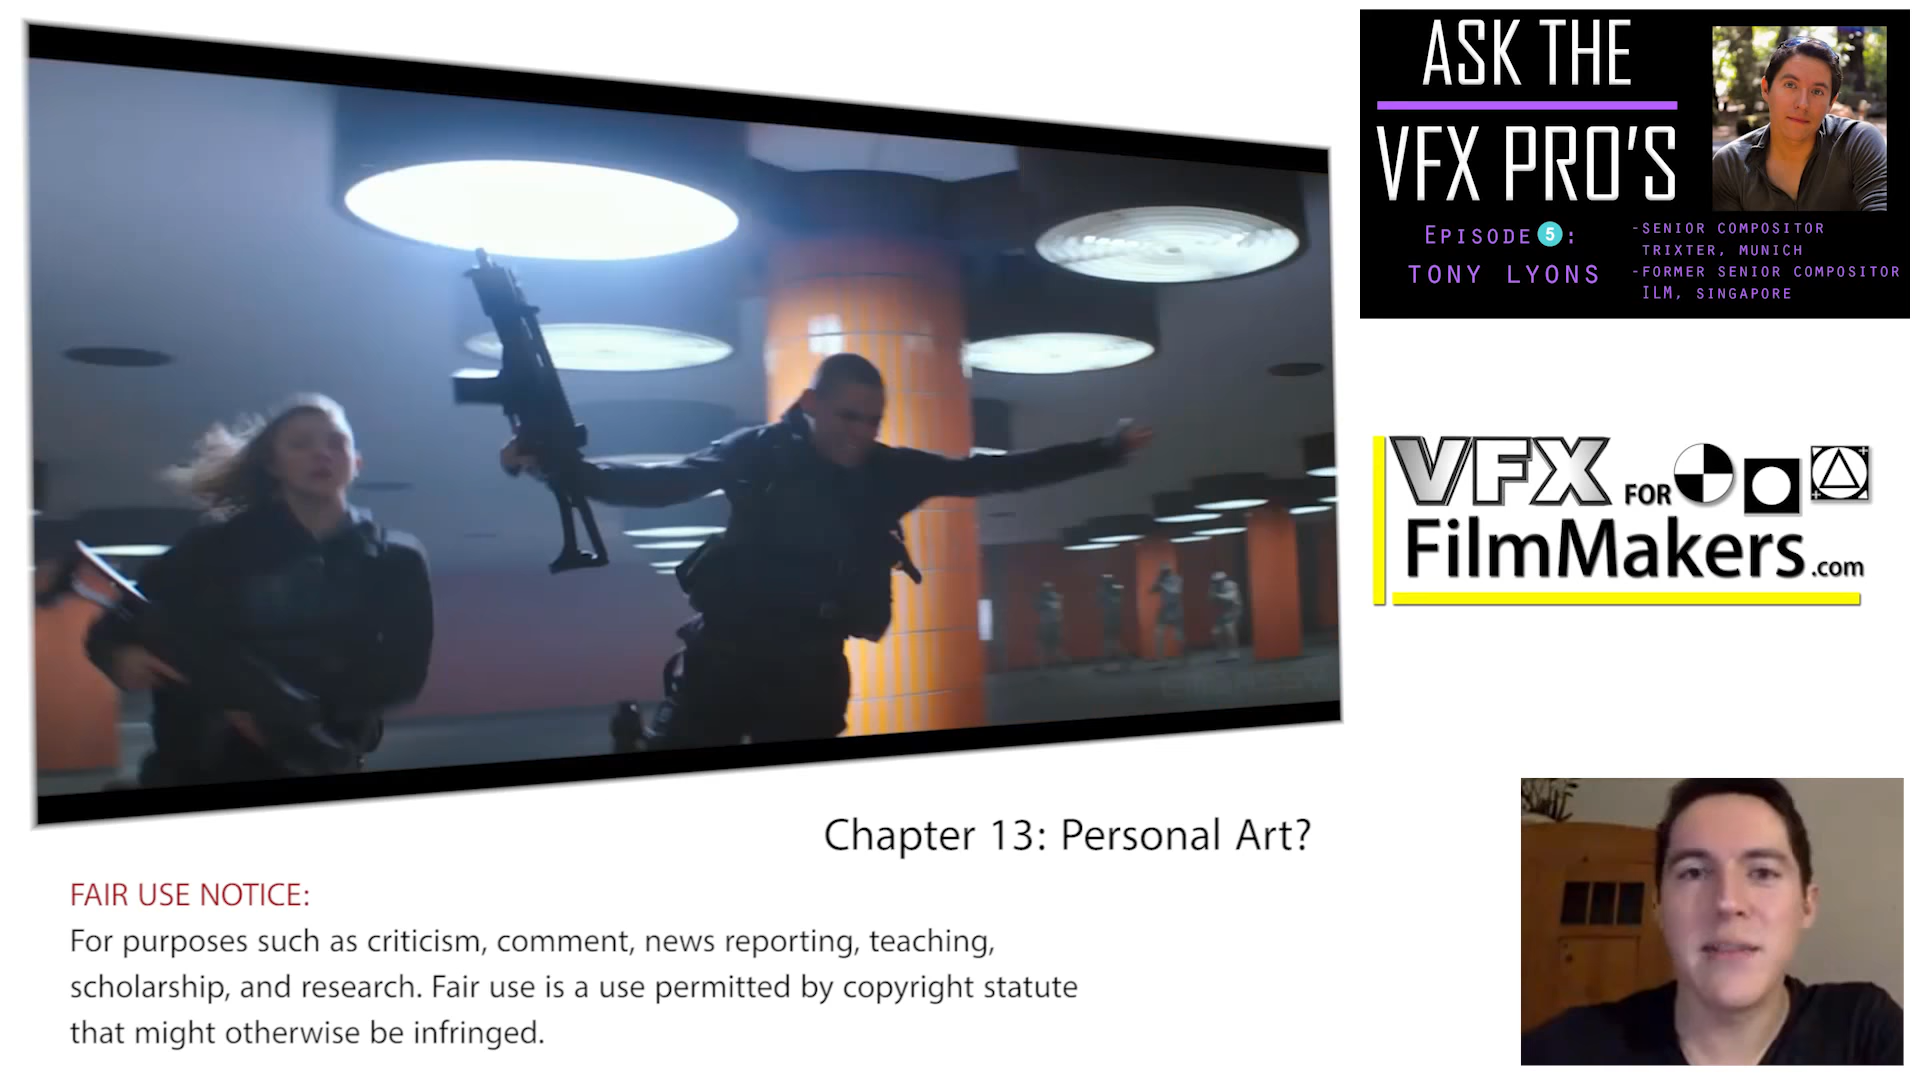 ASK THE
VFX PRO'S
EPISODE 5:
TONY LYONS
-SENIOR COMPOSITOR
TRIXTER, MUNICH
-FORMER SENIOR COMPOSITOR
ILM, SINGAPORE
VFX FOR
FilmMakers.com
Chapter 13: Personal Art?
FAIR USE NOTICE:
For purposes such as criticism, comment, news reporting, teaching,
scholarship, and research. Fair use is a use permitted by copyright statute
that might otherwise be infringed.